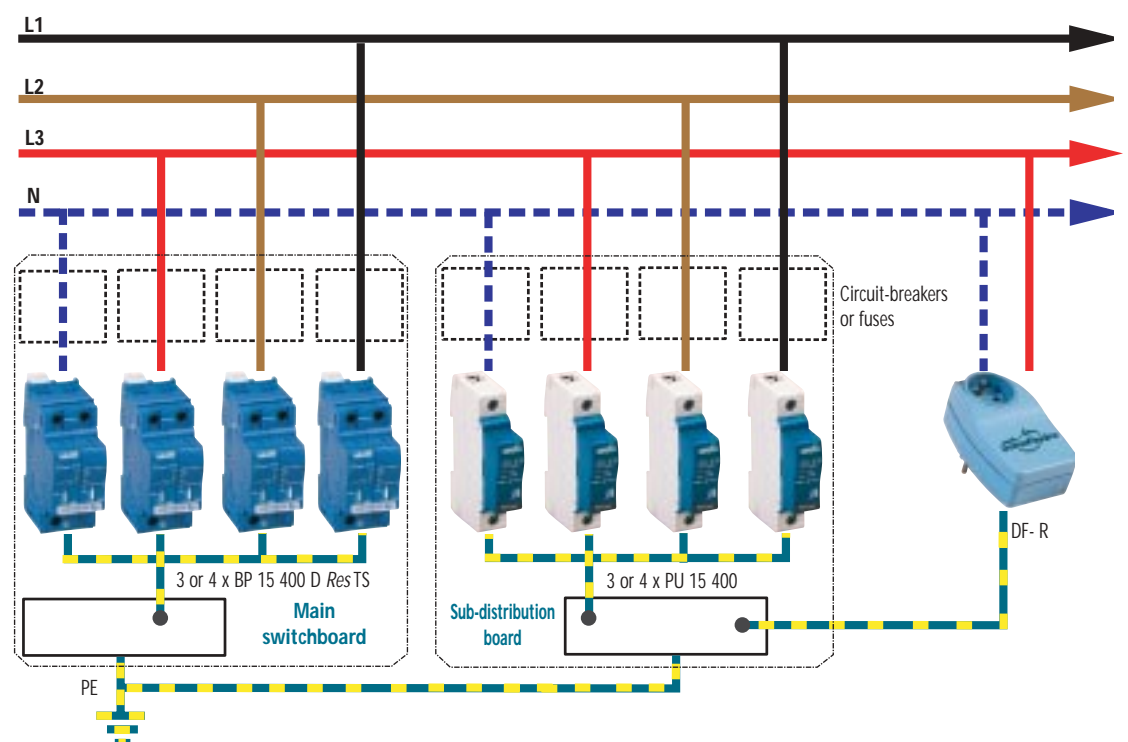 L1
L2
L3
N
Circuit-breakers
or fuses
DF- R
3 or 4 x BP 15 400 D Res TS
3 or 4 x PU 15 400
Main
switchboard
Sub-distribution
board
PE